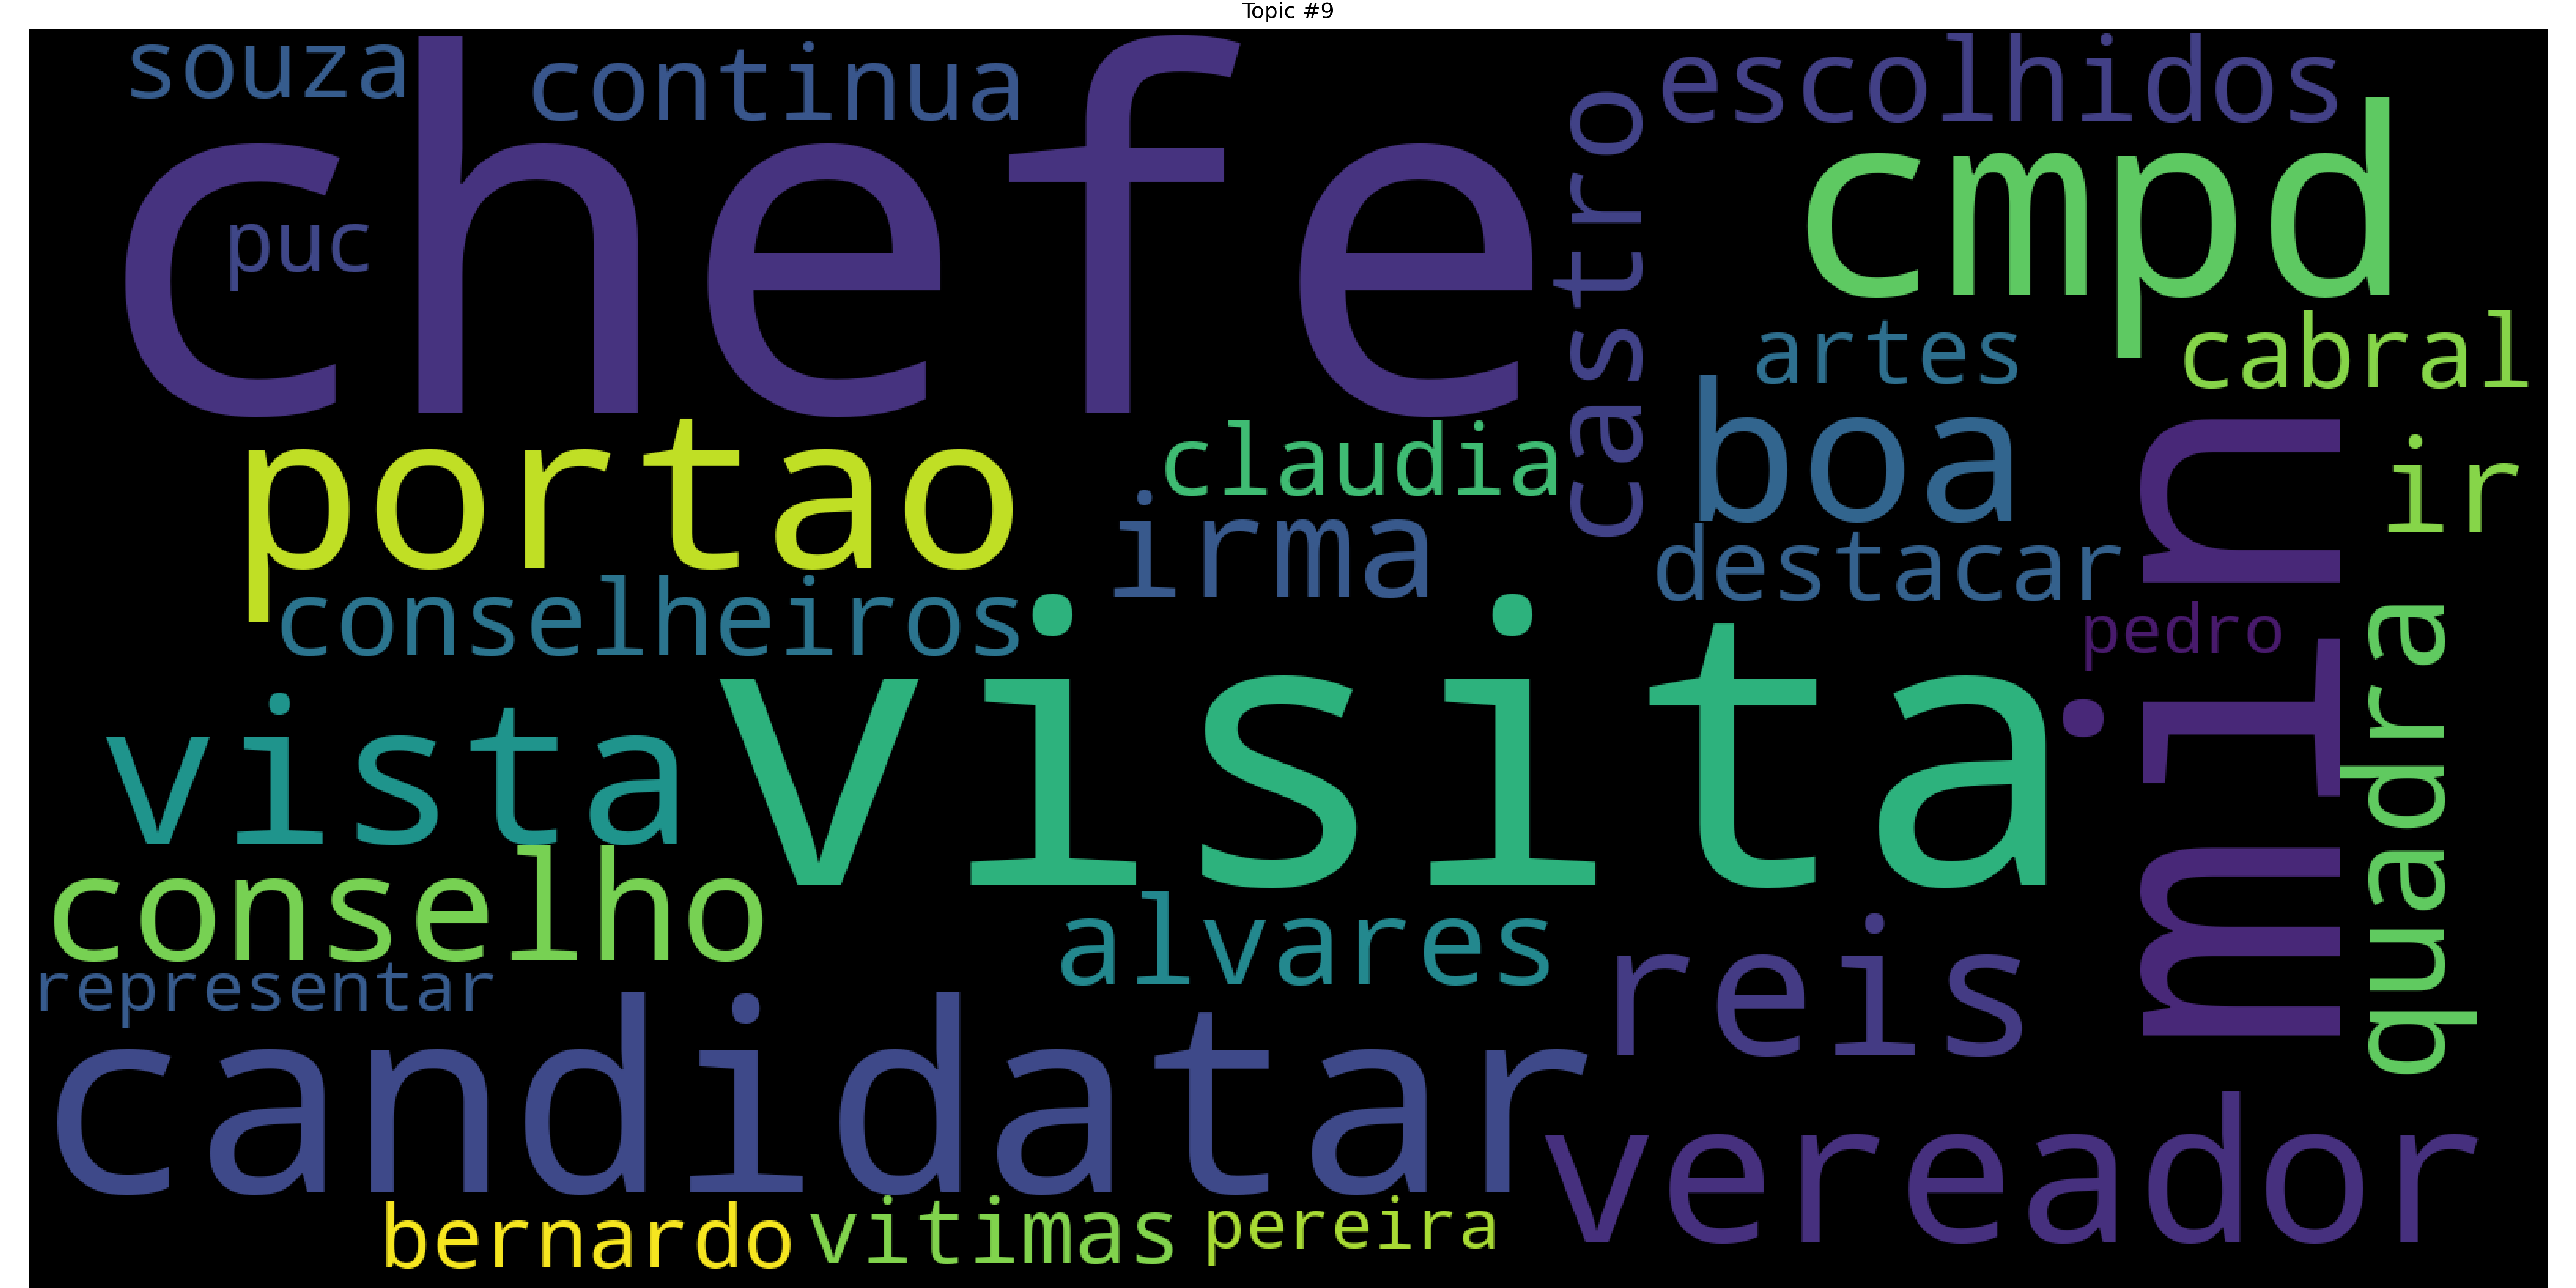 Topic #9
souza
continua
escolhidos
chefe
castro
cmpd
puc
artes
cabral
portao
claudia
boa
min
ir
irma
destacar
conselheiros
pedro
visita
quadra
vista
conselho
alvares
reis
representar
candidatar
vereador
bernardo
vitimas
pereira